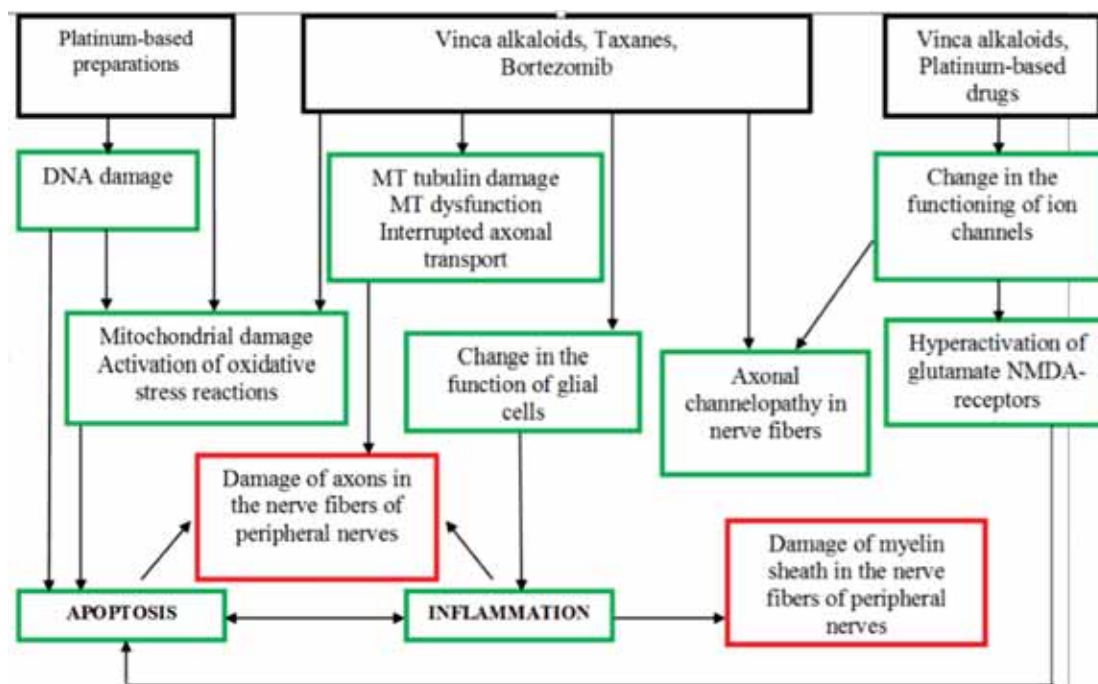 Platinum-based
preparations
Vinca alkaloids, Taxanes,
Bortezomib
Vinca alkaloids,
Platinum-based
drugs
DNA damage
MT tubulin damage
MT dysfunction
Interrupted axonal
transport
Change in the
functioning of ion
channels
Mitochondrial damage
Activation of oxidative
stress reactions
Change in the
function of glial
cells
Axonal
channelopathy in
nerve fibers
Hyperactivation of
glutamate NMDA-
receptors
Damage of axons in
the nerve fibers of
peripheral nerves
Damage of myelin
sheath in the nerve
fibers of peripheral
nerves
APOPTOSIS
INFLAMMATION